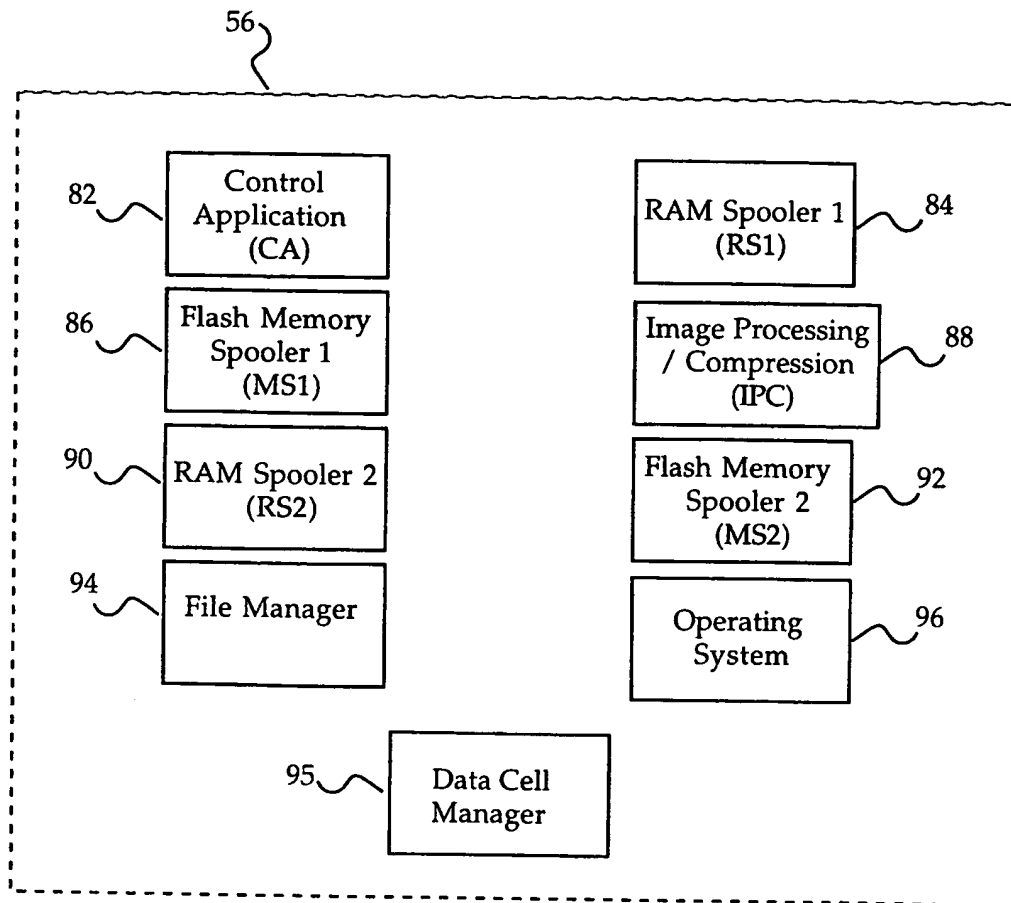 56
82
Control
Application
(CA)
RAM Spooler 1
(RS1)
84
86
Flash Memory
Spooler 1
(MS1)
Image Processing
/ Compression
(IPC)
88
90
RAM Spooler 2
(RS2)
Flash Memory
Spooler 2
(MS2)
92
94
File Manager
Operating
System
96
95
Data Cell
Manager